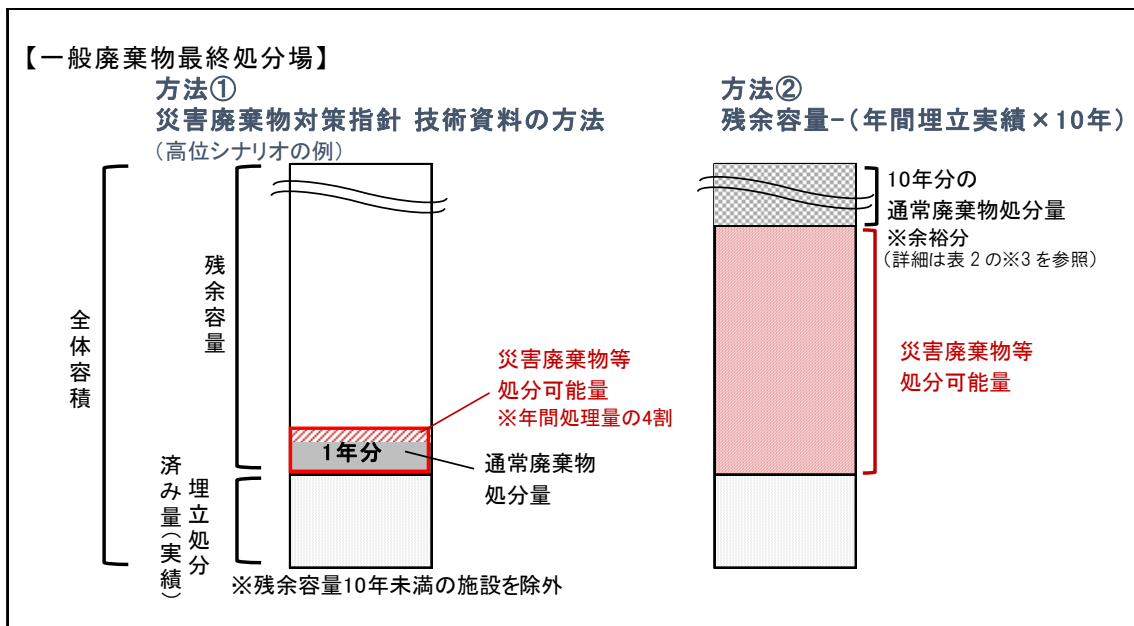 【一般廃棄物最終処分場】
方法①
災害廃棄物対策指針 技術資料の方法
（高位シナリオの例）
全体容積
残余容量
埋立処分
済み量（実績）
災害廃棄物等
処分可能量
※年間処理量の4割
1年分
通常廃棄物
処分量
※残余容量10年未満の施設を除外
方法②
残余容量－（年間埋立実績×10年）
10年分の
通常廃棄物処分量
※余裕分
（詳細は表2の※3を参照）
災害廃棄物等
処分可能量